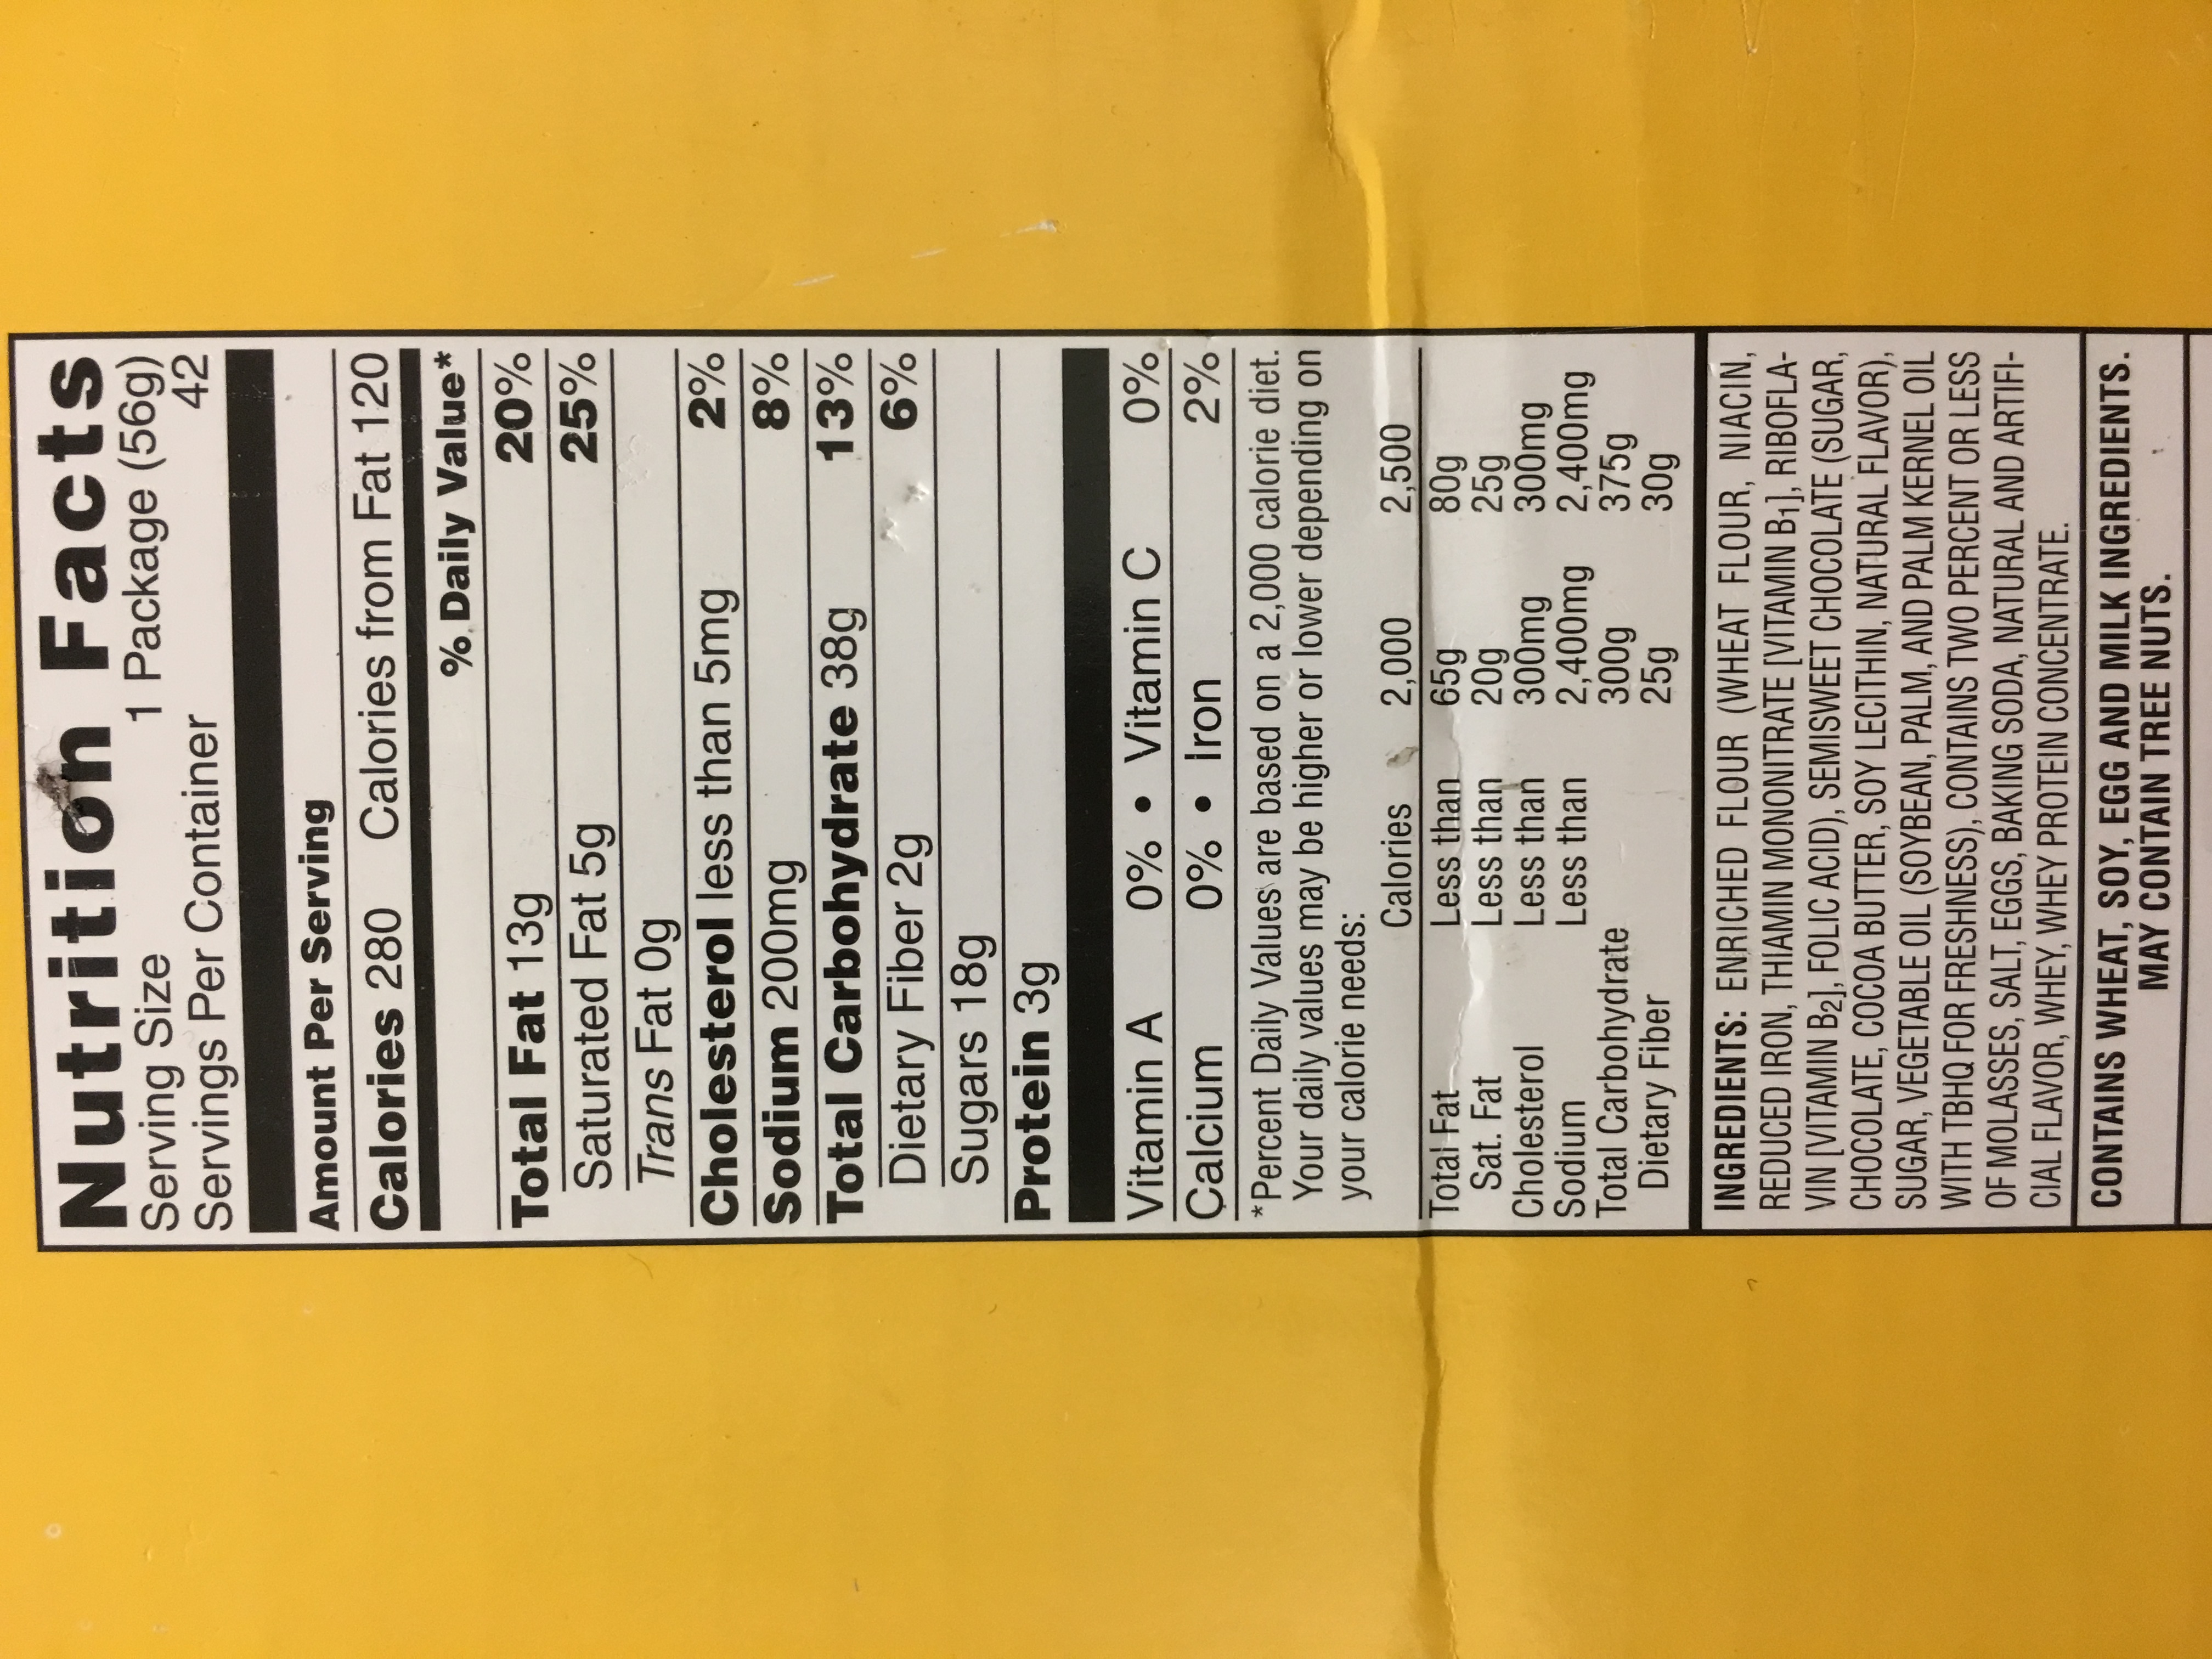 Nutrition Facts
Serving Size 1 Package (56g)
Servings Per Container 42
Amount Per Serving
Calories 280 Calories from Fat 120
% Daily Value*
Total Fat 13g 20%
Saturated Fat 5g 25%
Trans Fat 0g
Cholesterol less than 5mg 2%
Sodium 200mg 8%
Total Carbohydrate 38g 13%
Dietary Fiber 2g 6%
Sugars 18g
Protein 3g
Vitamin A 0% • Vitamin C 0%
Calcium 0% • Iron 2%
*Percent Daily Values are based on a 2,000 calorie diet.
Your daily values may be higher or lower depending on
your calorie needs:
Calories 2,000 2,500
Total Fat Less than 65g 80g
Sat. Fat Less than 20g 25g
Cholesterol Less than 300mg 300mg
Sodium Less than 2,400mg 2,400mg
Total Carbohydrate 300g 375g
Dietary Fiber 25g 30g
INGREDIENTS: ENRICHED FLOUR (WHEAT FLOUR, NIACIN,
REDUCED IRON, THIAMIN MONONITRATE [VITAMIN B1], RIBOFLA-
VIN [VITAMIN B2], FOLIC ACID), SEMISWEET CHOCOLATE (SUGAR,
CHOCOLATE, COCOA BUTTER, SOY LECITHIN, NATURAL FLAVOR),
SUGAR, VEGETABLE OIL (SOYBEAN, PALM, AND PALM KERNEL OIL
WITH TBHQ FOR FRESHNESS), CONTAINS TWO PERCENT OR LESS
OF MOLASSES, SALT, EGGS, BAKING SODA, NATURAL AND ARTIFI-
CIAL FLAVOR, WHEY, WHEY PROTEIN CONCENTRATE.
CONTAINS WHEAT, SOY, EGG AND MILK INGREDIENTS.
MAY CONTAIN TREE NUTS.